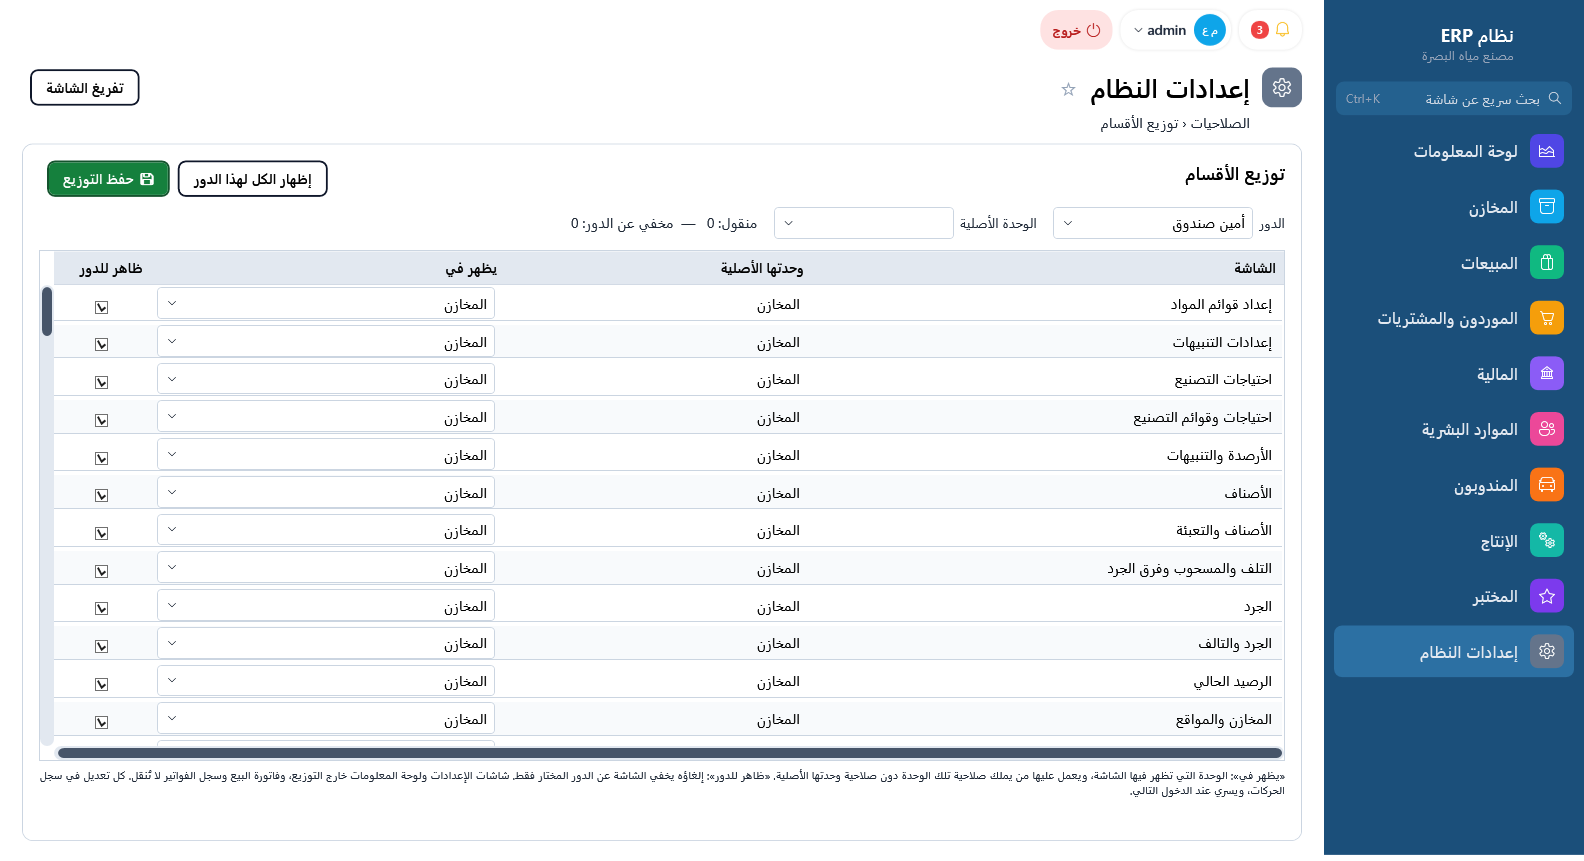 نظام ERP
مصنع مياه البصرة
بحث سريع عن شاشة Ctrl+K
لوحة المعلومات
المخازن
المبيعات
الموردون والمشتريات
المالية
الموارد البشرية
المندوبون
الإنتاج
المختبر
إعدادات النظام
3
م ع admin
خروج
إعدادات النظام
الصلاحيات › توزيع الأقسام
تفريغ الشاشة
توزيع الأقسام
إظهار الكل لهذا الدور
حفظ التوزيع
الدور أمين صندوق الوحدة الأصلية منقول: 0 — مخفي عن الدور: 0
الشاشة وحدتها الأصلية يظهر في ظاهر للدور
إعداد قوائم المواد المخازن المخازن
إعدادات التنبيهات المخازن المخازن
احتياجات التصنيع المخازن المخازن
احتياجات وقوائم التصنيع المخازن المخازن
الأرصدة والتنبيهات المخازن المخازن
الأصناف المخازن المخازن
الأصناف والتعبئة المخازن المخازن
التلف والمسحوب وفرق الجرد المخازن المخازن
الجرد المخازن المخازن
الجرد والتالف المخازن المخازن
الرصيد الحالي المخازن المخازن
المخازن والمواقع المخازن المخازن
«يظهر في»: الوحدة التي تظهر فيها الشاشة، ويعمل عليها من يملك صلاحية تلك الوحدة دون صلاحية وحدتها الأصلية. «ظاهر للدور»: إلغاؤه يخفي الشاشة عن الدور المختار فقط. شاشات الإعدادات ولوحة المعلومات خارج التوزيع، وفاتورة البيع وسجل الفواتير لا تُنقل. كل تعديل في سجل
الحركات، ويسري عند الدخول التالي.